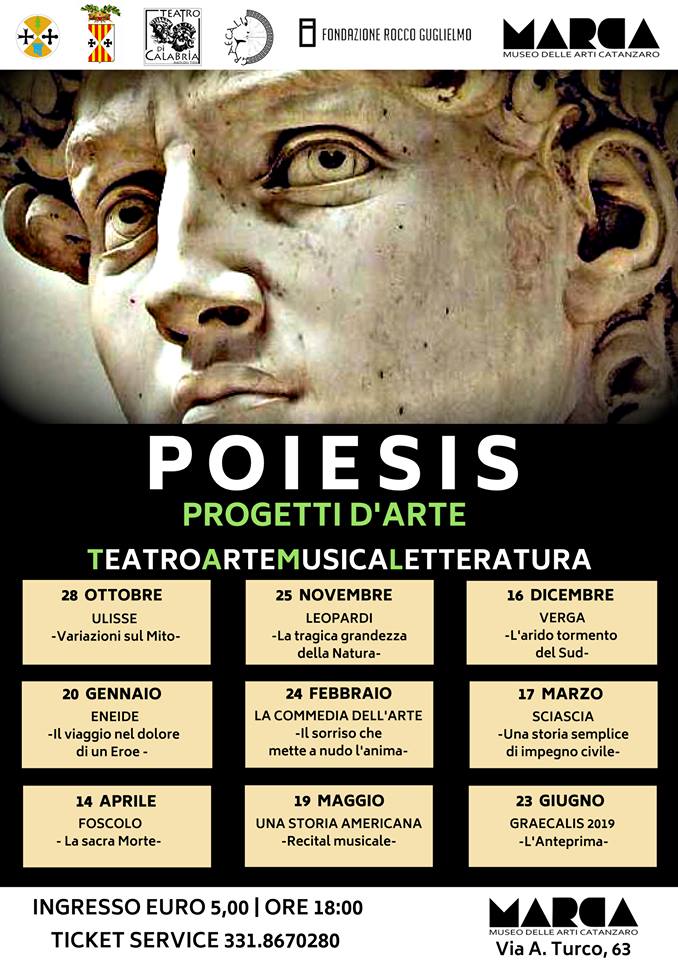 TEATRO
di
CALABRIA
GRAECALIS
FONDAZIONE ROCCO GUGLIELMO
MARCA
MUSEO DELLE ARTI CATANZARO
POIESIS
PROGETTI D'ARTE
TEATROARTEMUSICALETTERATURA
28 OTTOBRE
ULISSE
-Variazioni sul Mito-
25 NOVEMBRE
LEOPARDI
-La tragica grandezza
della Natura-
16 DICEMBRE
VERGA
-L'arido tormento
del Sud-
20 GENNAIO
ENEIDE
-Il viaggio nel dolore
di un Eroe -
24 FEBBRAIO
LA COMMEDIA DELL'ARTE
-Il sorriso che
mette a nudo l'anima-
17 MARZO
SCIASCIA
-Una storia semplice
di impegno civile-
14 APRILE
FOSCOLO
- La sacra Morte-
19 MAGGIO
UNA STORIA AMERICANA
-Recital musicale-
23 GIUGNO
GRAECALIS 2019
-L'Anteprima-
INGRESSO EURO 5,00 | ORE 18:00
TICKET SERVICE 331.8670280
MARCA
MUSEO DELLE ARTI CATANZARO
Via A. Turco, 63